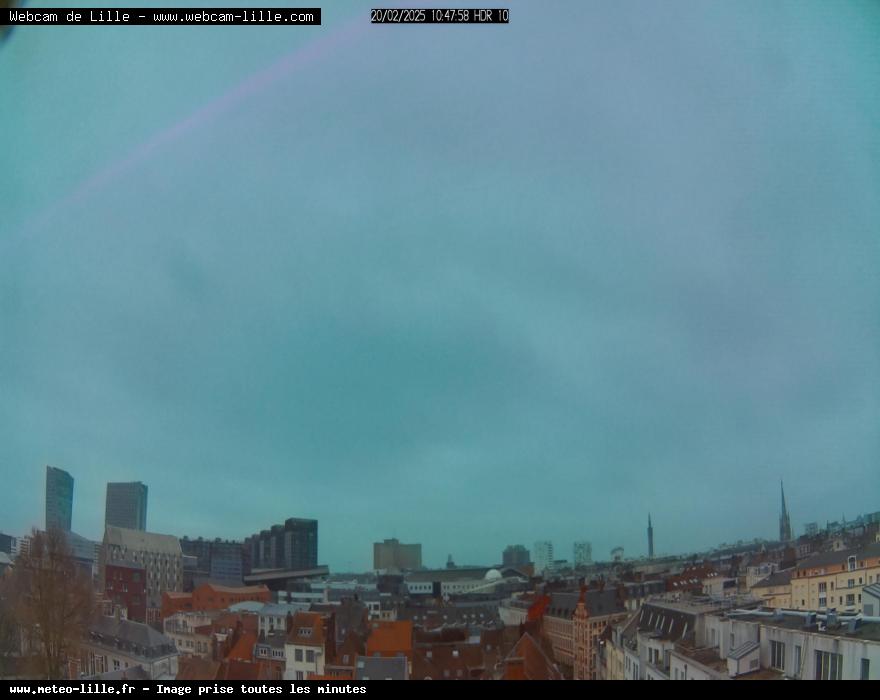 Webcam de Lille - www.webcam-lille.com
20/02/2025 10:47:58 HDR 10
www.meteo-lille.fr - Image prise toutes les minutes